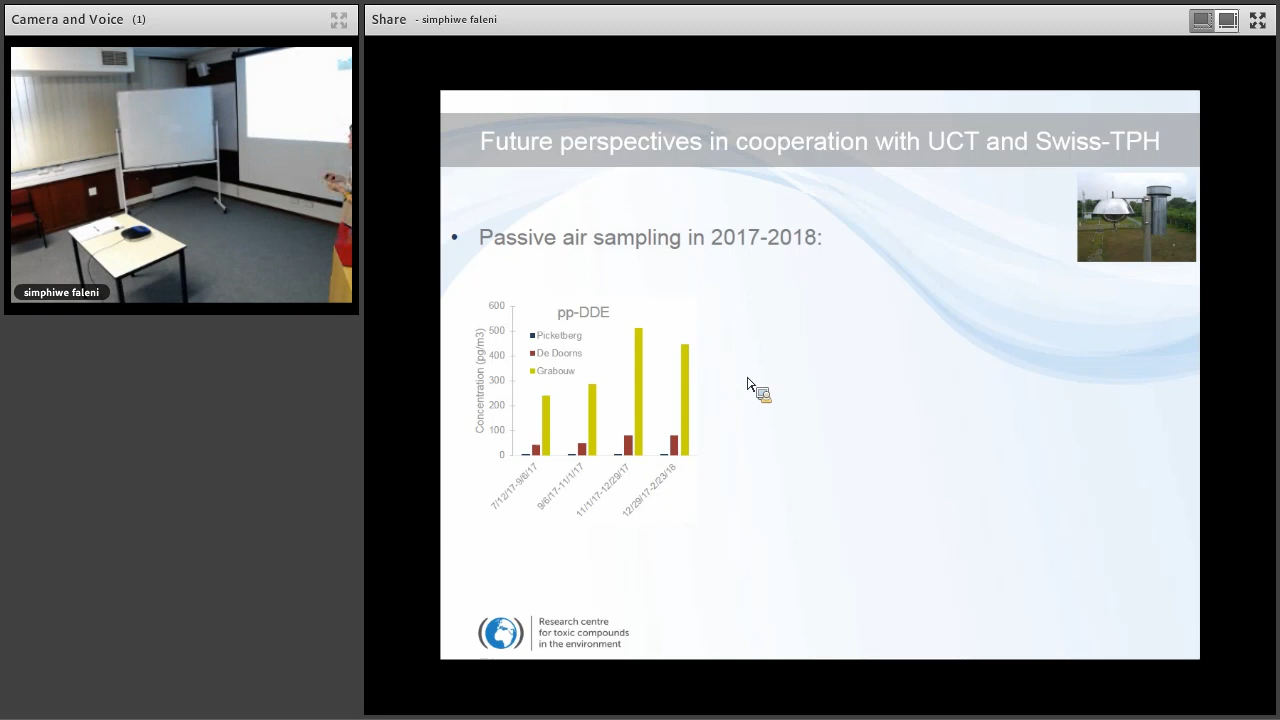 Camera and Voice (1)
Share - simphiwe faleni
simphiwe faleni
Future perspectives in cooperation with UCT and Swiss-TPH
• Passive air sampling in 2017-2018:
pp-DDE
Concentration (pg/m3)
600
500
400
300
200
100
0
Picketberg
De Doorns
Grabouw
7/12/17-9/6/17
9/6/17-11/1/17
11/1/17-12/29/17
12/29/17-2/23/18
Research centre
for toxic compounds
in the environment